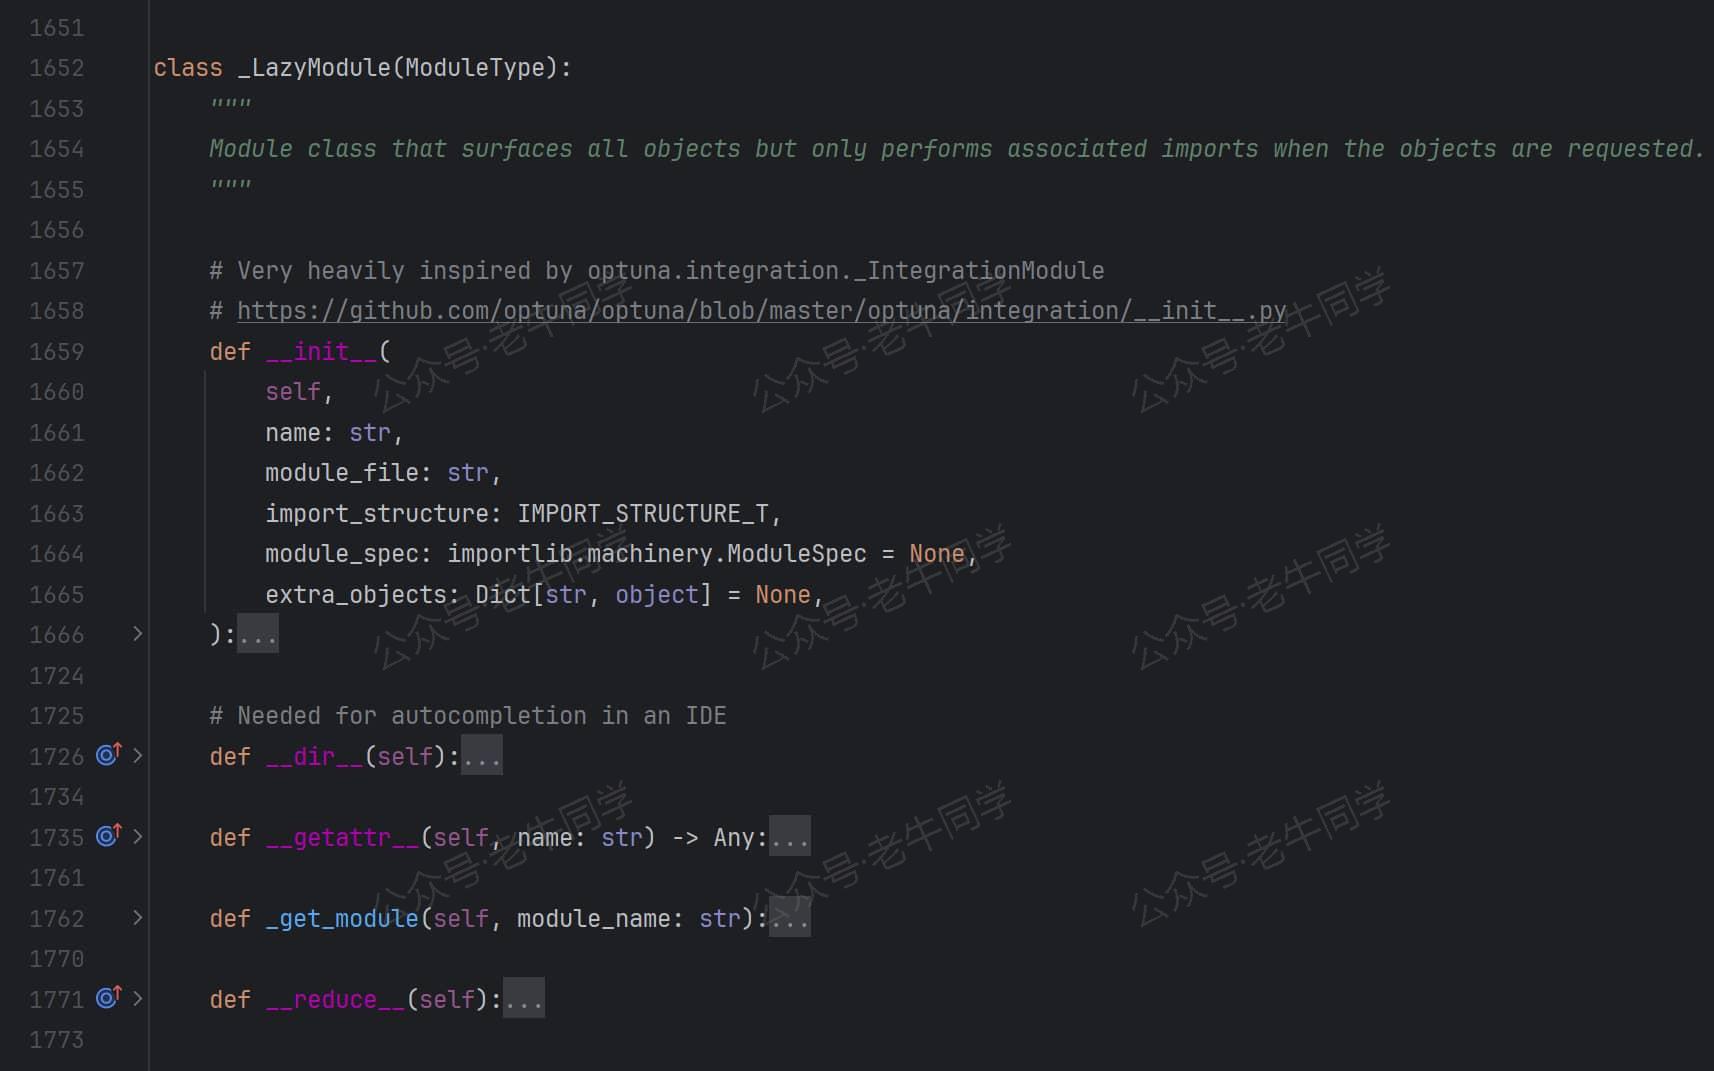 1651
1652 class _LazyModule(ModuleType):
1653 """
1654 Module class that surfaces all objects but only performs associated imports when the objects are requested.
1655 """
1656
1657 # Very heavily inspired by optuna.integration._IntegrationModule
1658 # https://github.com/optuna/optuna/blob/master/optuna/integration/__init__.py
1659 def __init__(
1660 self,
1661 name: str,
1662 module_file: str,
1663 import_structure: IMPORT_STRUCTURE_T,
1664 module_spec: importlib.machinery.ModuleSpec = None,
1665 extra_objects: Dict[str, object] = None,
1666 ):...
1724
1725 # Needed for autocompletion in an IDE
1726 def __dir__(self):...
1734
1735 def __getattr__(self, name: str) -> Any:...
1761
1762 def _get_module(self, module_name: str):...
1770
1771 def __reduce__(self):...
1773
公众号·老牛同学
公众号·老牛同学
公众号·老牛同学
公众号·老牛同学
公众号·老牛同学
公众号·老牛同学
公众号·老牛同学
公众号·老牛同学
公众号·老牛同学